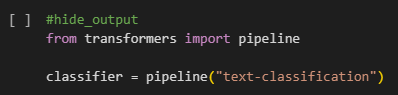 [ ] #hide_output
from transformers import pipeline
classifier = pipeline("text-classification")